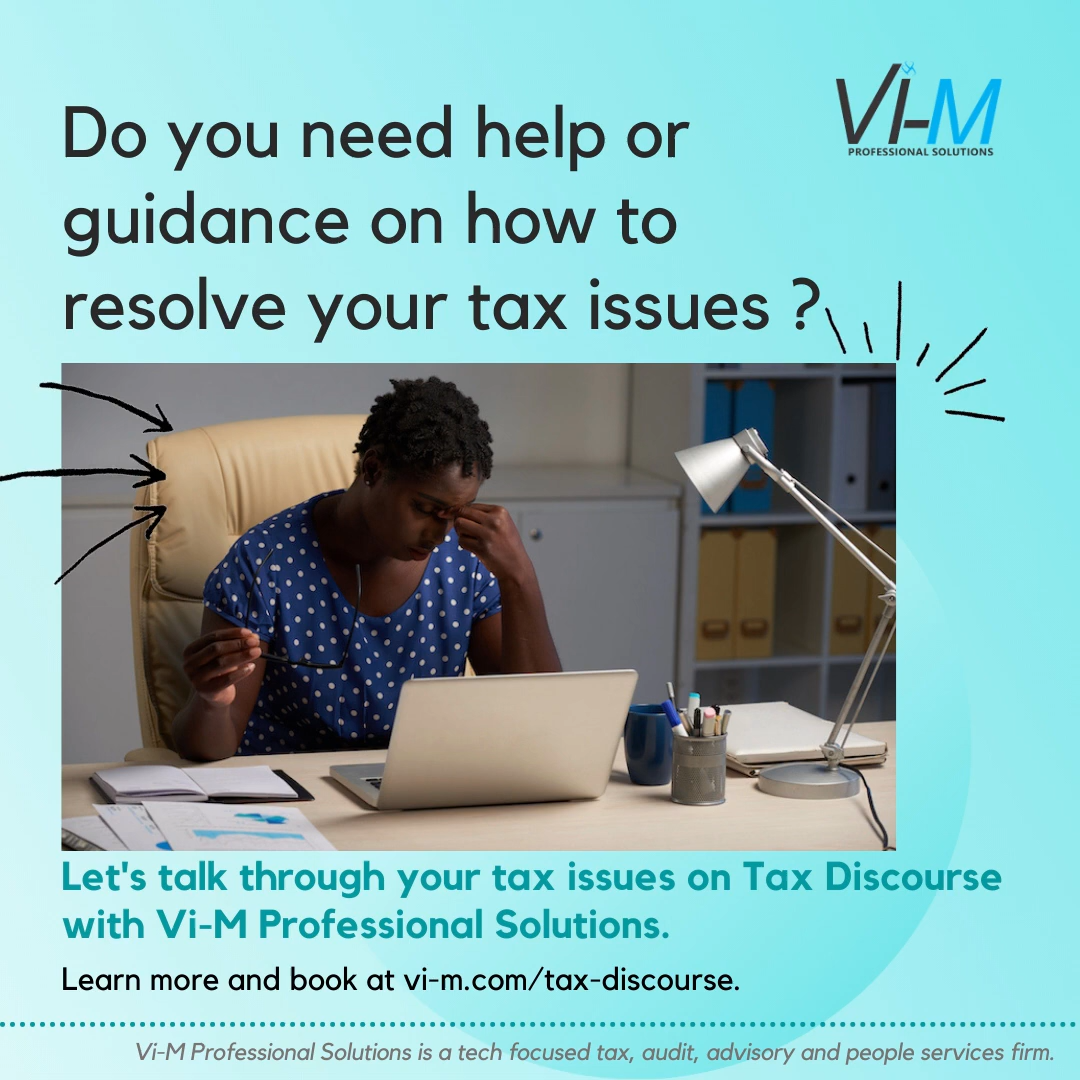 Vi-M
PROFESSIONAL SOLUTIONS
Do you need help or
guidance on how to
resolve your tax issues ?
Let's talk through your tax issues on Tax Discourse
with Vi-M Professional Solutions.
Learn more and book at vi-m.com/tax-discourse.
Vi-M Professional Solutions is a tech focused tax, audit, advisory and people services firm.